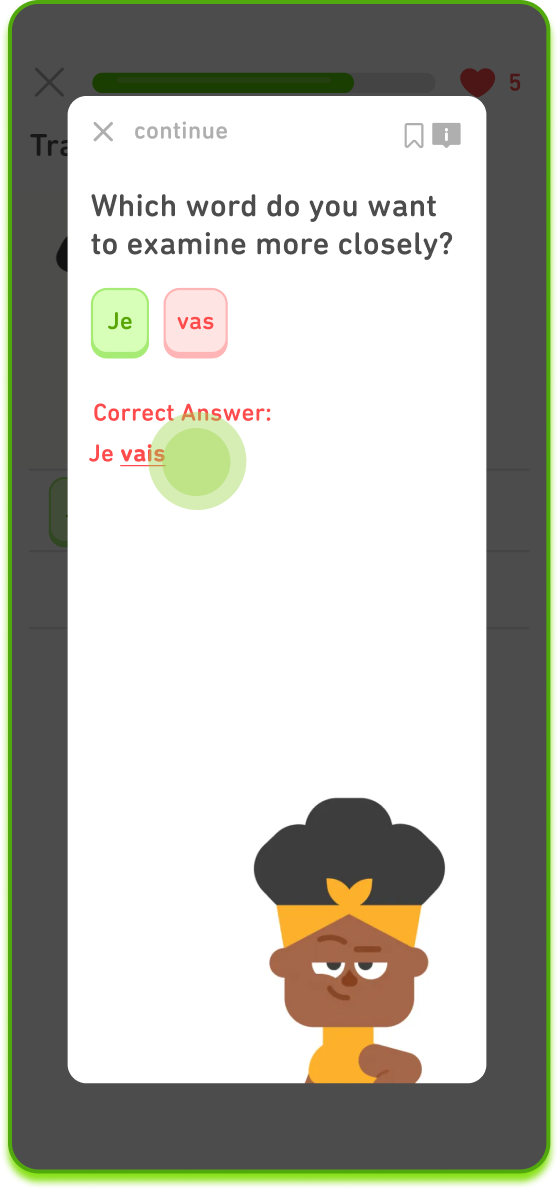 5
Tra
continue
Which word do you want
to examine more closely?
Je vas
Correct Answer:
Je vais